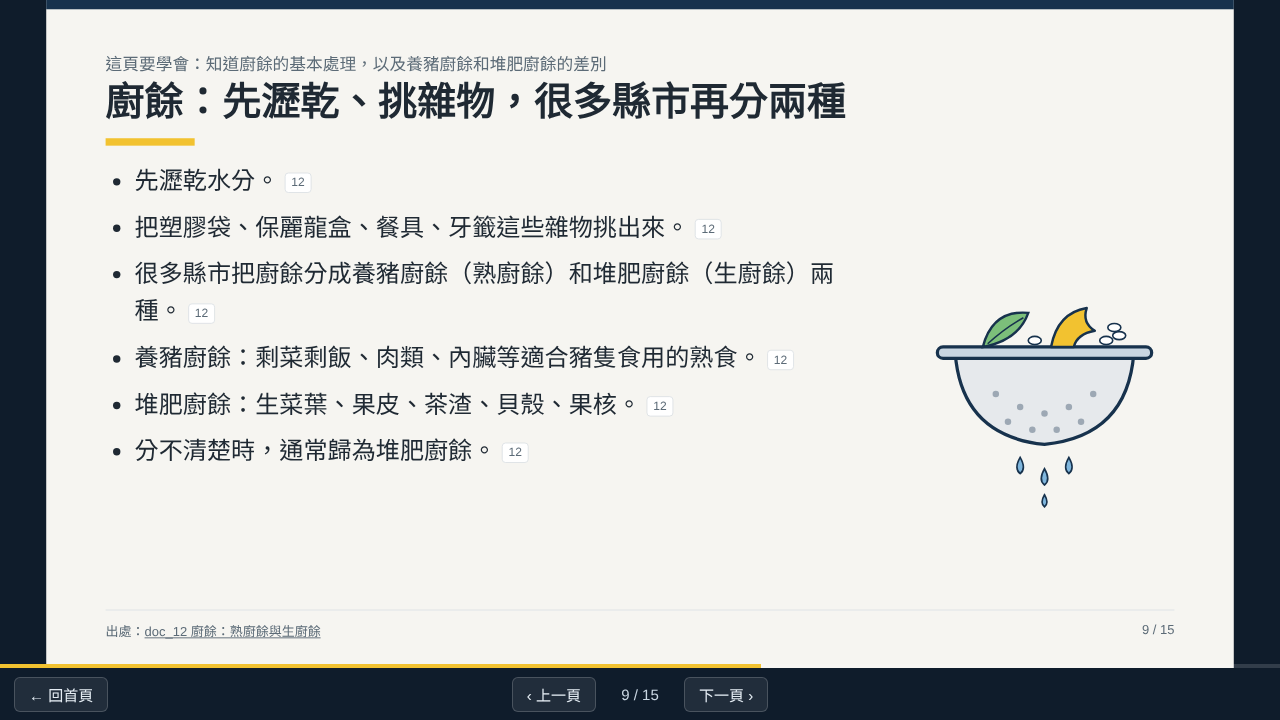 這頁要學會：知道廚餘的基本處理，以及養豬廚餘和堆肥廚餘的差別
廚餘：先瀝乾、挑雜物，很多縣市再分兩種
• 先瀝乾水分。 12
• 把塑膠袋、保麗龍盒、餐具、牙籤這些雜物挑出來。 12
• 很多縣市把廚餘分成養豬廚餘（熟廚餘）和堆肥廚餘（生廚餘）兩
種。 12
• 養豬廚餘：剩菜剩飯、肉類、內臟等適合豬隻食用的熟食。 12
• 堆肥廚餘：生菜葉、果皮、茶渣、貝殼、果核。 12
• 分不清楚時，通常歸為堆肥廚餘。 12
出處：doc_12 廚餘：熟廚餘與生廚餘
9 / 15
← 回首頁
‹ 上一頁
9 / 15
下一頁 ›